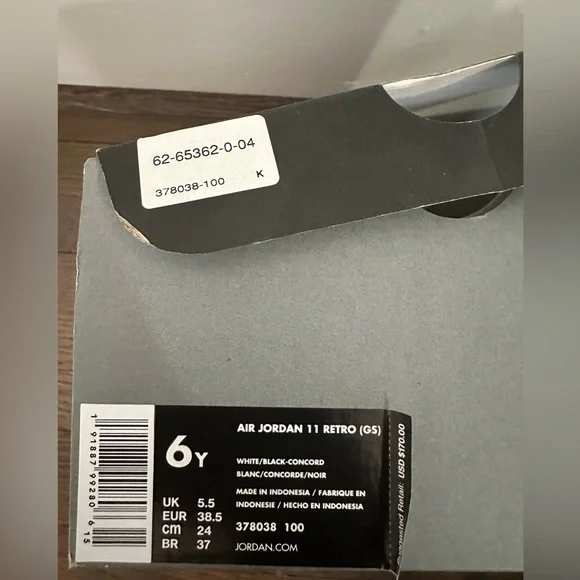 62-65362-0-04
378038-100 K
1 91887 99280 615
6Y
AIR JORDAN 11 RETRO (GS)
WHITE/BLACK-CONCORD
BLANC/CONCORDE/NOIR
MADE IN INDONESIA / FABRIQUE EN
INDONESIE / HECHO EN INDONESIA
UK 5.5
EUR 38.5
cm 24
BR 37
378038 100
JORDAN.COM
Suggested Retail: USD $170.00